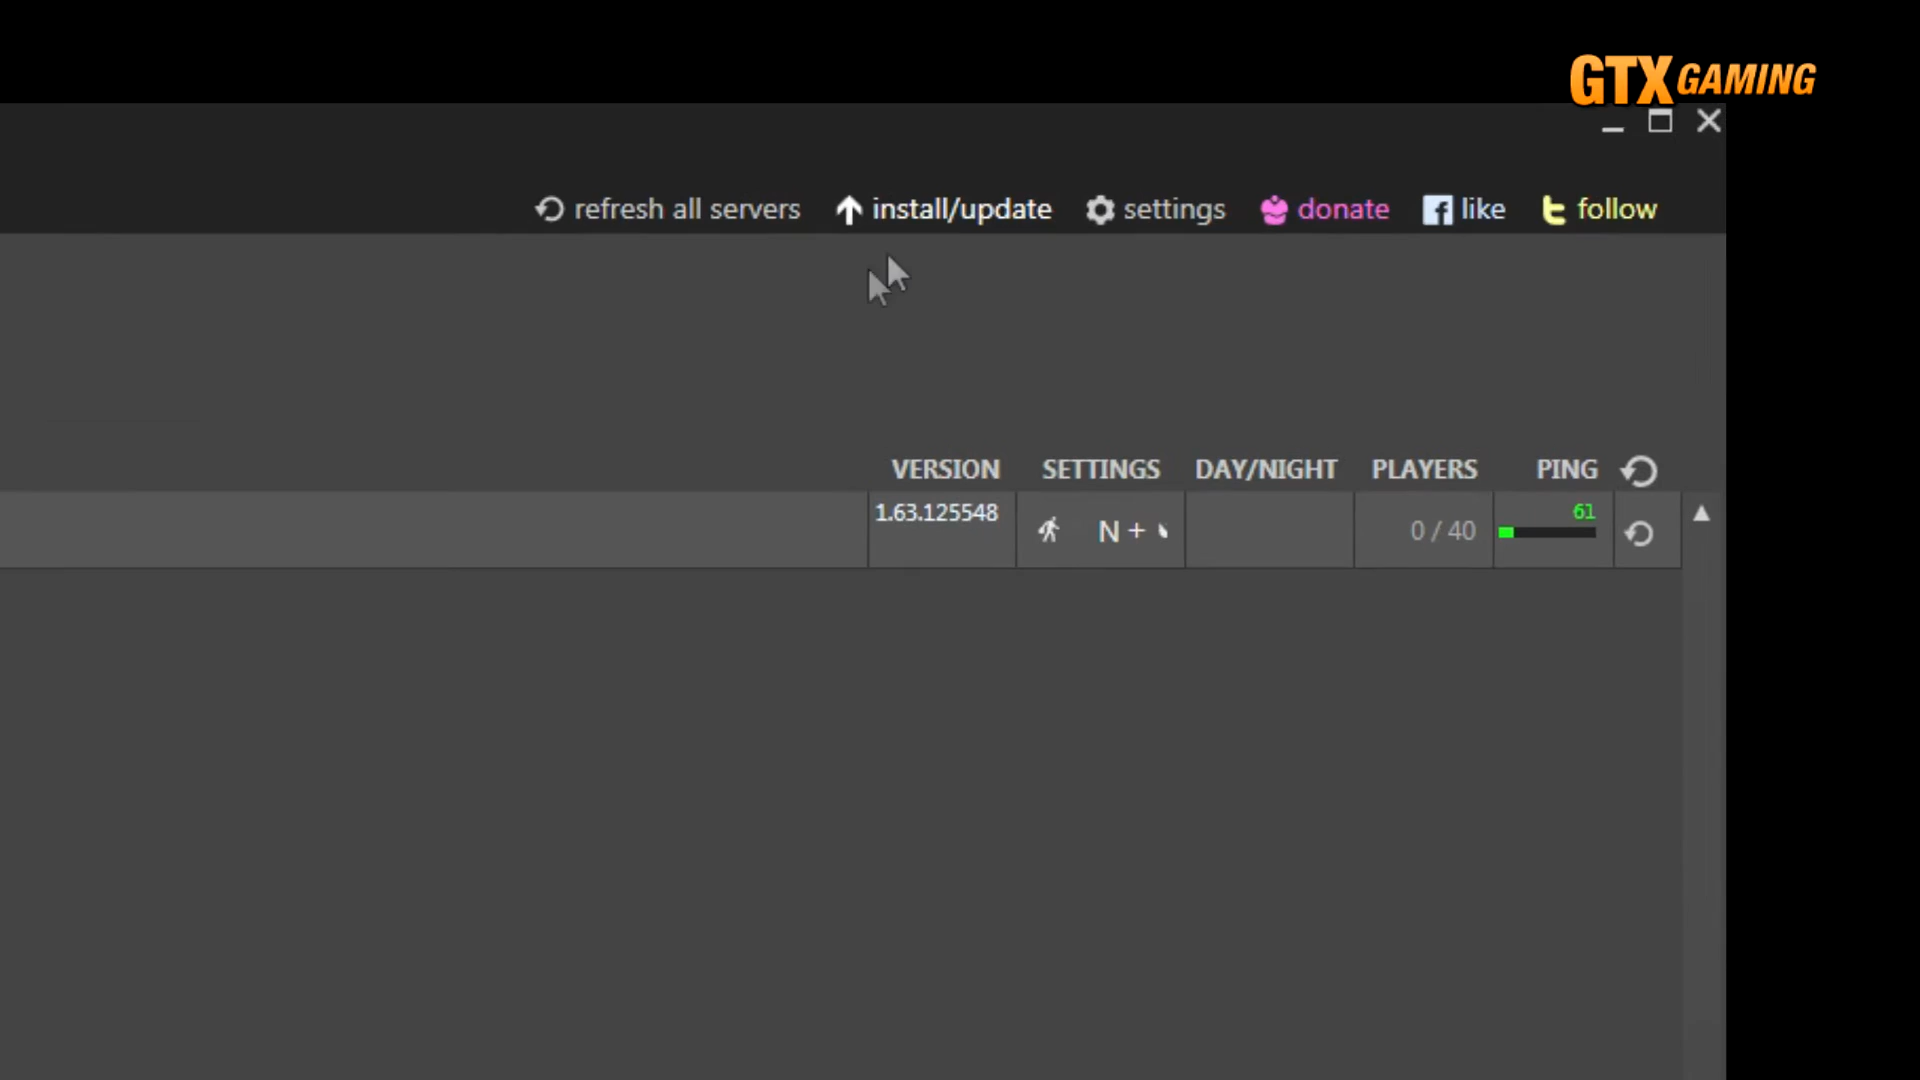 GTX GAMING
refresh all servers install/update settings donate like follow
VERSION SETTINGS DAY/NIGHT PLAYERS PING
1.63.125548 N + 0 / 40 61